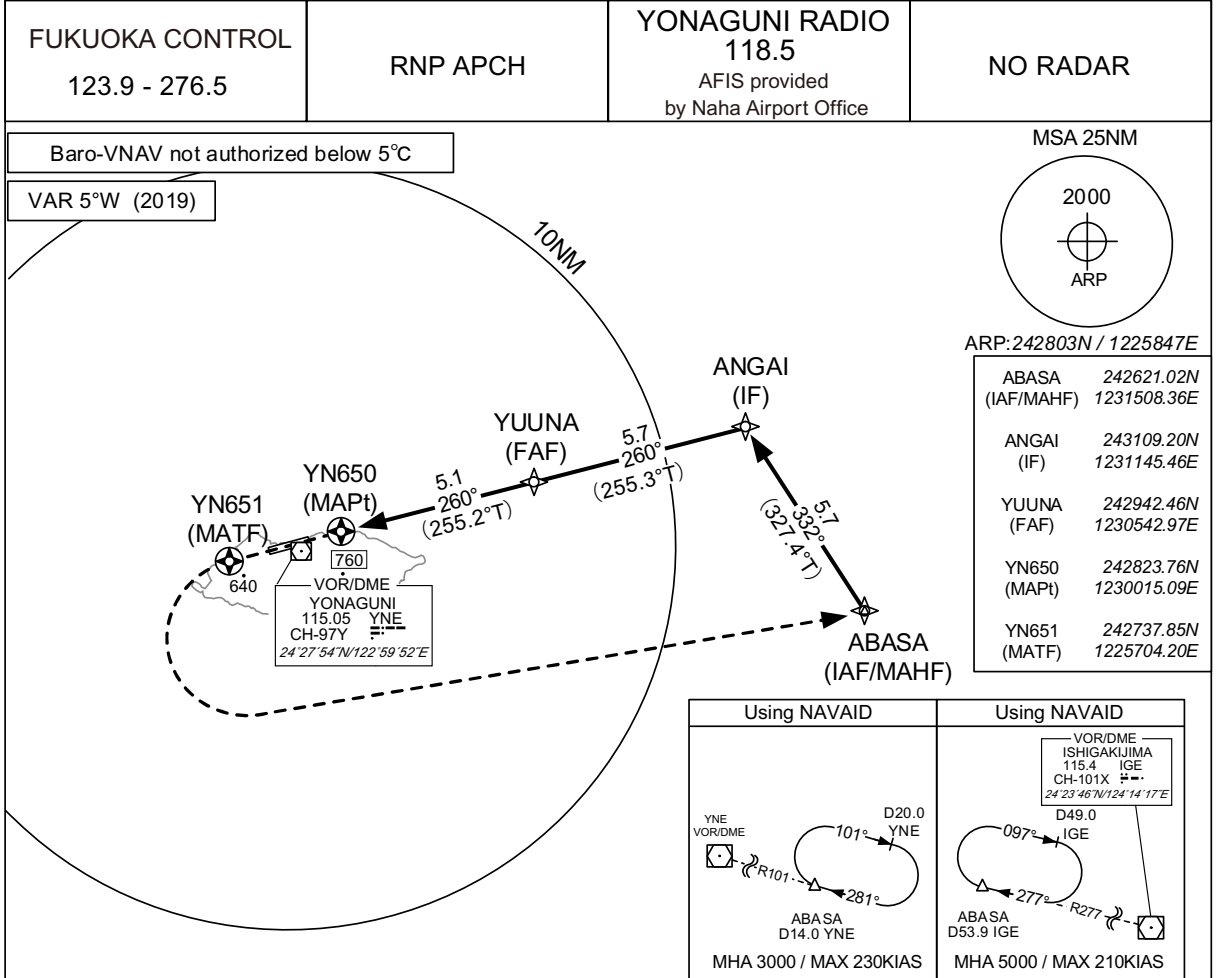 FUKUOKA CONTROL
123.9 - 276.5
RNP APCH
YONAGUNI RADIO
118.5
AFIS provided
by Naha Airport Office
NO RADAR
Baro-VNAV not authorized below 5°C
VAR 5°W (2019)
MSA 25NM
2000
ARP
ARP:242803N / 1225847E
ABASA 242621.02N
(IAF/MAHF) 1231508.36E
ANGAI 243109.20N
(IF) 1231145.46E
YUUNA 242942.46N
(FAF) 1230542.97E
YN650 242823.76N
(MAPt) 1230015.09E
YN651 242737.85N
(MATF) 1225704.20E
10NM
ANGAI
(IF)
5.7
260°
(255.3°T)
YUUNA
(FAF)
5.1
260°
(255.2°T)
YN650
(MAPt)
YN651
(MATF)
640
760
VOR/DME
YONAGUNI
115.05 YNE
CH-97Y
24°27'54"N/122°59'52"E
5.7
332°
(327.4°T)
ABASA
(IAF/MAHF)
Using NAVAID
YNE
VOR/DME
D20.0
YNE
101°
R101
281°
ABASA
D14.0 YNE
MHA 3000 / MAX 230KIAS
Using NAVAID
VOR/DME
ISHIGAKIJIMA
115.4 IGE
CH-101X
24°23'46"N/124°14'17"E
D49.0
IGE
097°
277°
R277
ABASA
D53.9 IGE
MHA 5000 / MAX 210KIAS